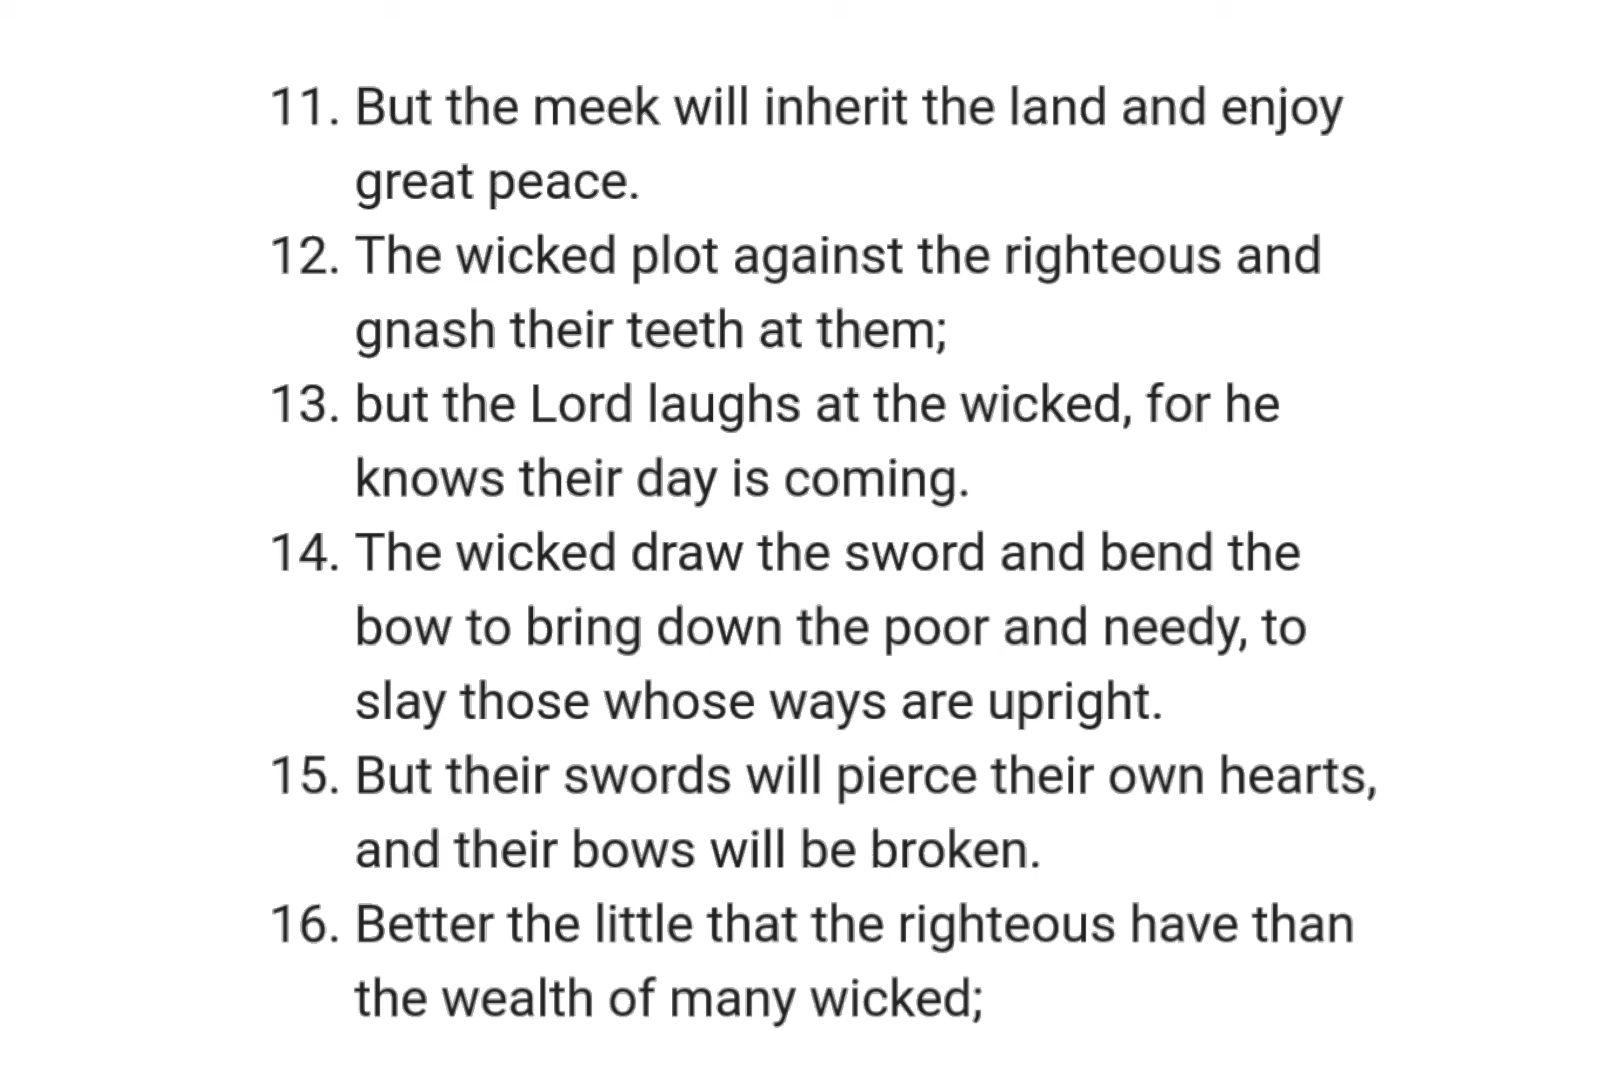 11. But the meek will inherit the land and enjoy
great peace.
12. The wicked plot against the righteous and
gnash their teeth at them;
13. but the Lord laughs at the wicked, for he
knows their day is coming.
14. The wicked draw the sword and bend the
bow to bring down the poor and needy, to
slay those whose ways are upright.
15. But their swords will pierce their own hearts,
and their bows will be broken.
16. Better the little that the righteous have than
the wealth of many wicked;